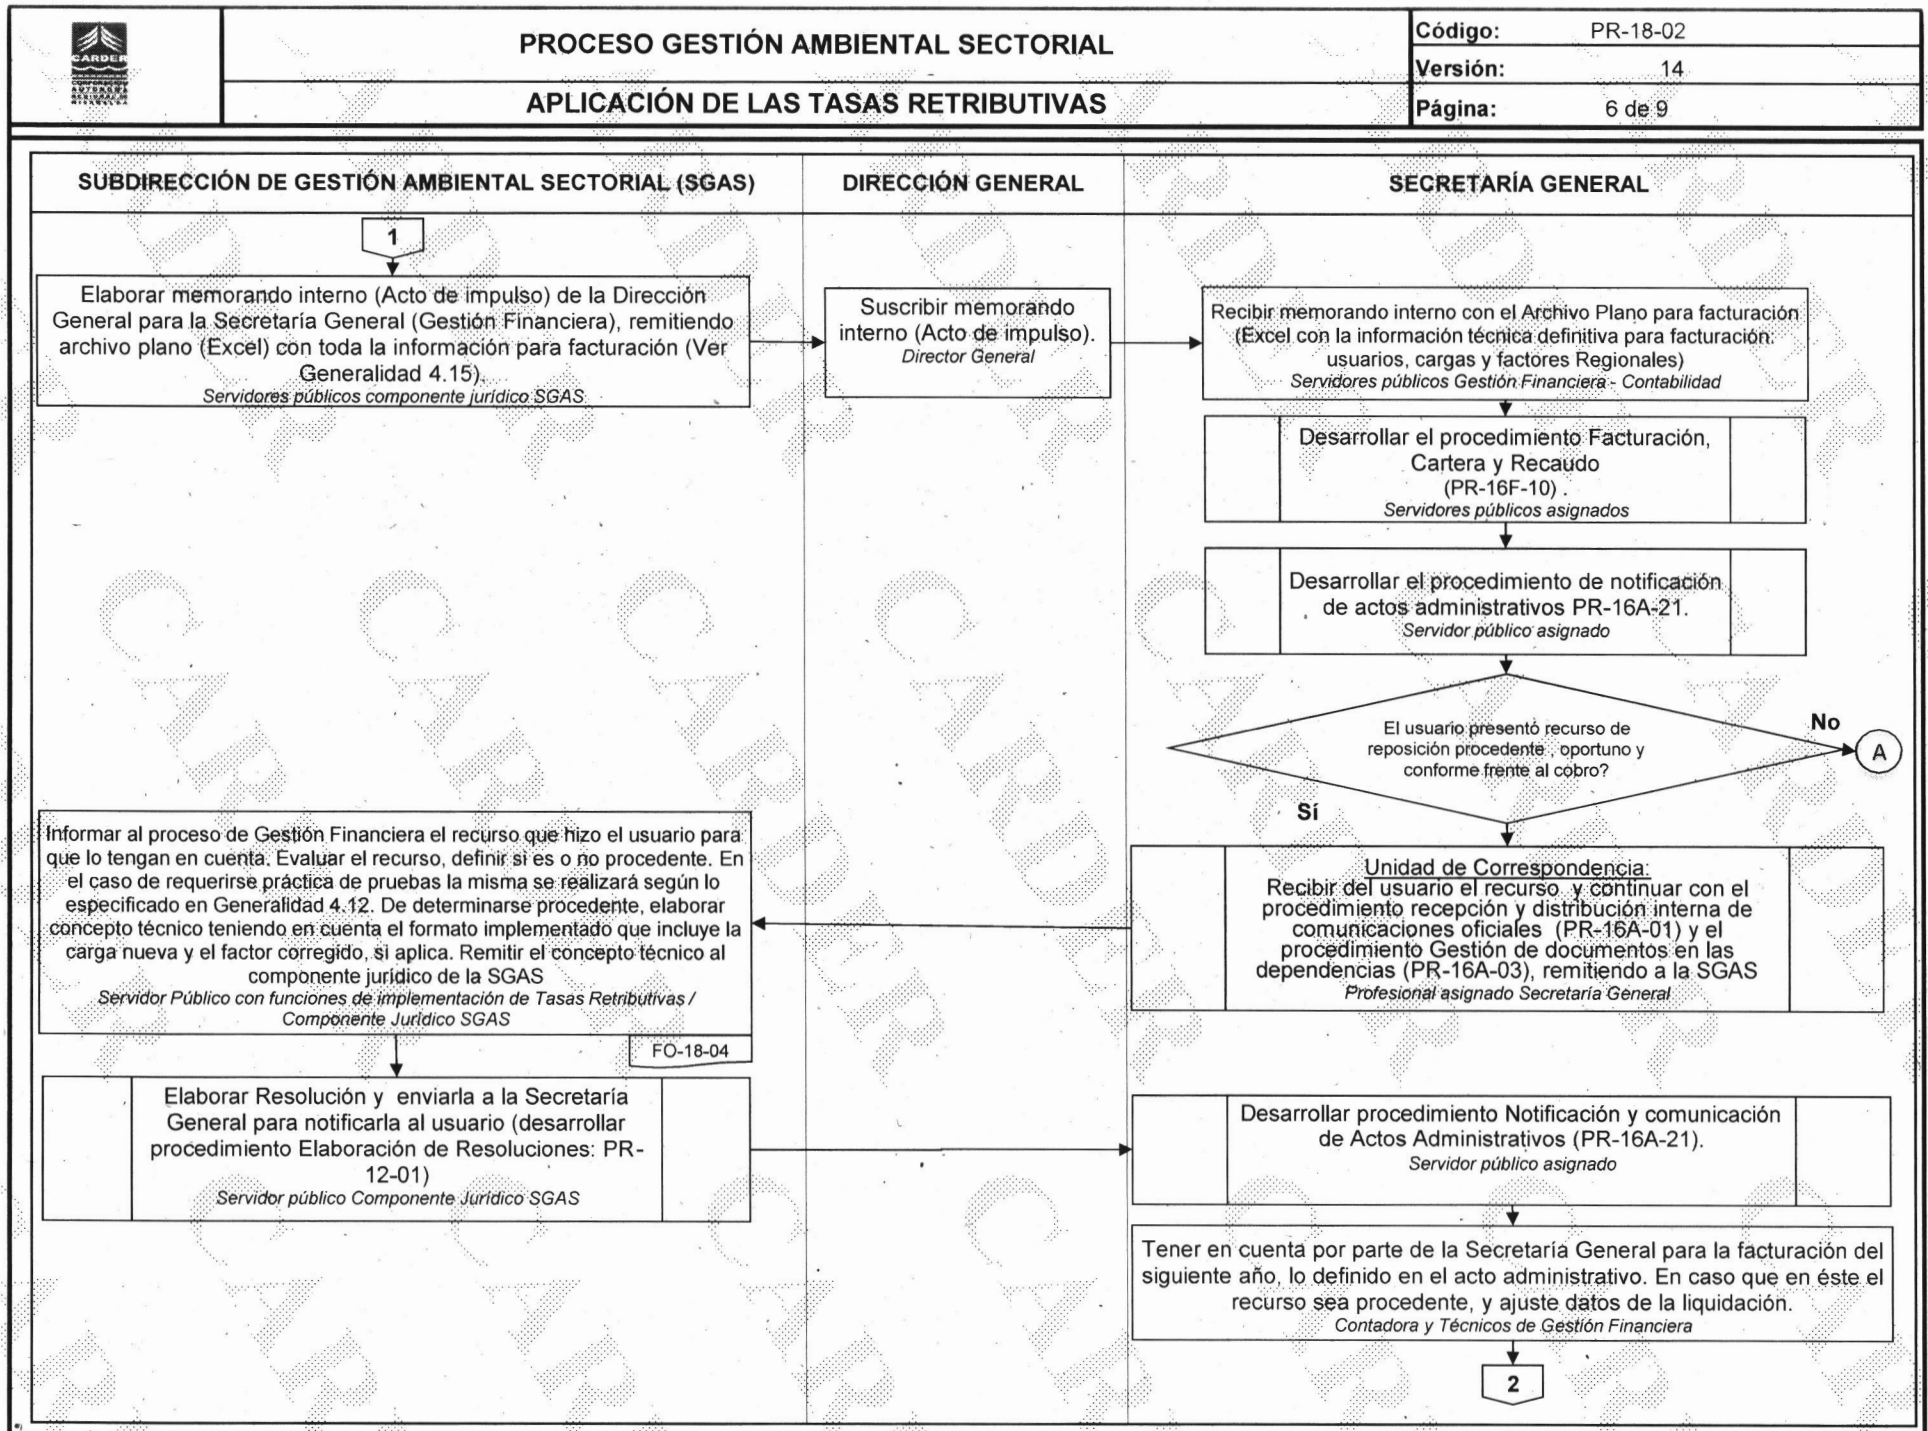 CARDER
CORPORACIÓN
AUTÓNOMA
REGIONAL DE
RISARALDA
PROCESO GESTIÓN AMBIENTAL SECTORIAL
APLICACIÓN DE LAS TASAS RETRIBUTIVAS
Código: PR-18-02
Versión: 14
Página: 6 de 9
SUBDIRECCIÓN DE GESTIÓN AMBIENTAL SECTORIAL (SGAS)
DIRECCIÓN GENERAL
SECRETARÍA GENERAL
1
Elaborar memorando interno (Acto de impulso) de la Dirección
General para la Secretaría General (Gestión Financiera), remitiendo
archivo plano (Excel) con toda la información para facturación (Ver
Generalidad 4.15).
Servidores públicos componente jurídico SGAS
Suscribir memorando
interno (Acto de impulso).
Director General
Recibir memorando interno con el Archivo Plano para facturación
(Excel con la información técnica definitiva para facturación:
usuarios, cargas y factores Regionales)
Servidores públicos Gestión Financiera - Contabilidad
Desarrollar el procedimiento Facturación,
Cartera y Recaudo
(PR-16F-10) .
Servidores públicos asignados
Desarrollar el procedimiento de notificación
de actos administrativos PR-16A-21.
Servidor público asignado
El usuario presentó recurso de
reposición procedente , oportuno y
conforme frente al cobro?
No
A
Sí
Informar al proceso de Gestión Financiera el recurso que hizo el usuario para
que lo tengan en cuenta. Evaluar el recurso, definir si es o no procedente. En
el caso de requerirse práctica de pruebas la misma se realizará según lo
especificado en Generalidad 4.12. De determinarse procedente, elaborar
concepto técnico teniendo en cuenta el formato implementado que incluye la
carga nueva y el factor corregido, si aplica. Remitir el concepto técnico al
componente jurídico de la SGAS
Servidor Público con funciones de implementación de Tasas Retributivas /
Componente Jurídico SGAS
FO-18-04
Unidad de Correspondencia:
Recibir del usuario el recurso y continuar con el
procedimiento recepción y distribución interna de
comunicaciones oficiales (PR-16A-01) y el
procedimiento Gestión de documentos en las
dependencias (PR-16A-03), remitiendo a la SGAS
Profesional asignado Secretaría General
Elaborar Resolución y enviarla a la Secretaría
General para notificarla al usuario (desarrollar
procedimiento Elaboración de Resoluciones: PR-
12-01)
Servidor público Componente Jurídico SGAS
Desarrollar procedimiento Notificación y comunicación
de Actos Administrativos (PR-16A-21).
Servidor público asignado
Tener en cuenta por parte de la Secretaría General para la facturación del
siguiente año, lo definido en el acto administrativo. En caso que en éste el
recurso sea procedente, y ajuste datos de la liquidación.
Contadora y Técnicos de Gestión Financiera
2